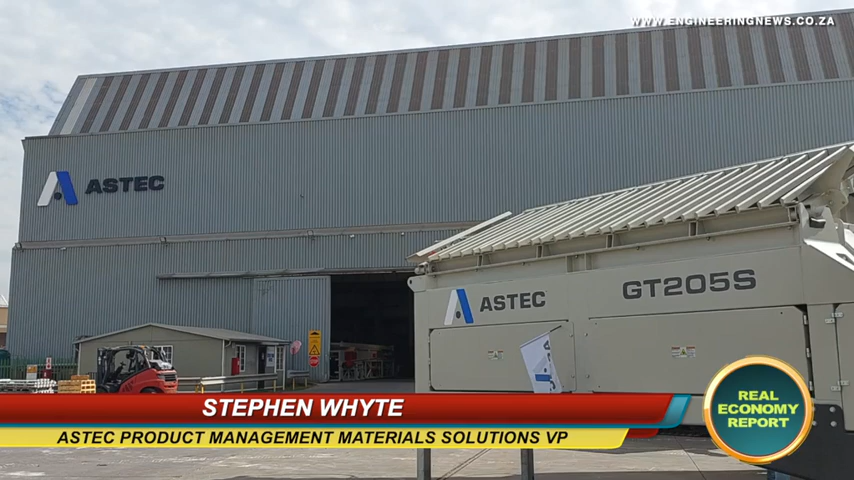 WWW.ENGINEERINGNEWS.CO.ZA
ASTEC
ASTEC
GT205S
STEPHEN WHYTE
ASTEC PRODUCT MANAGEMENT MATERIALS SOLUTIONS VP
REAL
ECONOMY
REPORT